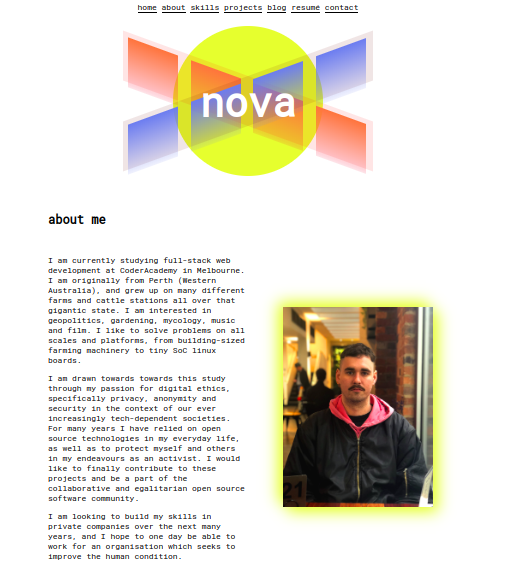 home about skills projects blog resumé contact
nova
about me
I am currently studying full-stack web
development at CoderAcademy in Melbourne.
I am originally from Perth (Western
Australia), and grew up on many different
farms and cattle stations all over that
gigantic state. I am interested in
geopolitics, gardening, mycology, music
and film. I like to solve problems on all
scales and platforms, from building-sized
farming machinery to tiny SoC linux
boards.
I am drawn towards towards this study
through my passion for digital ethics,
specifically privacy, anonymity and
security in the context of our ever
increasingly tech-dependent societies.
For many years I have relied on open
source technologies in my everyday life,
as well as to protect myself and others
in my endeavours as an activist. I would
like to finally contribute to these
projects and be a part of the
collaborative and egalitarian open source
software community.
I am looking to build my skills in
private companies over the next many
years, and I hope to one day be able to
work for an organisation which seeks to
improve the human condition.
21